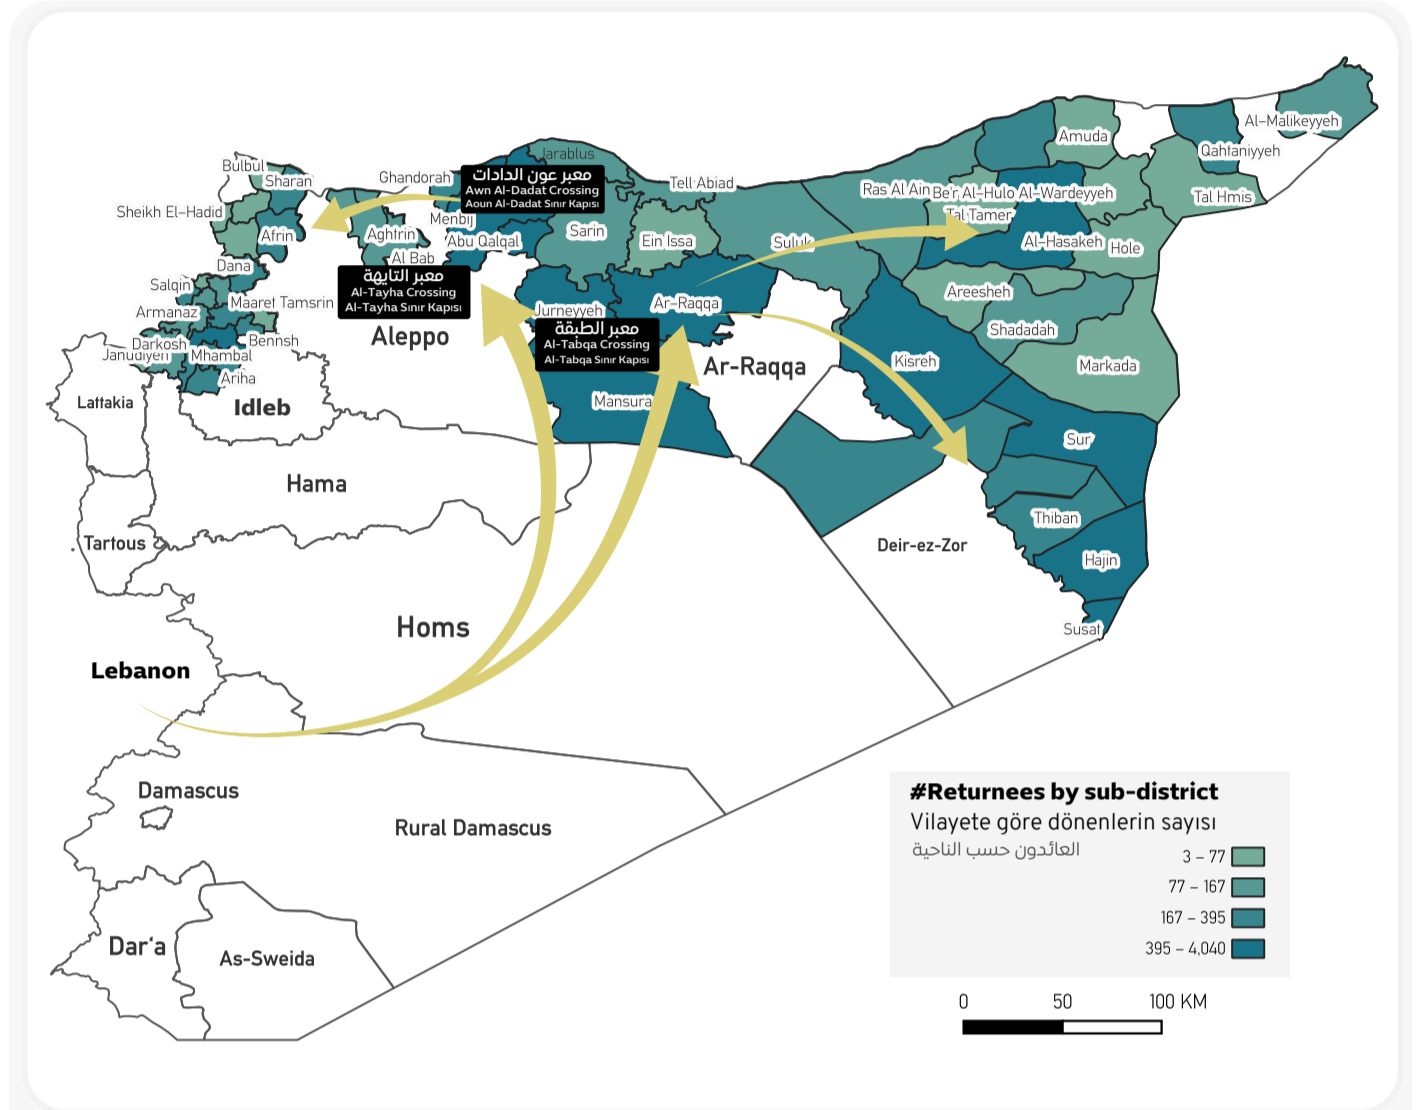 Bulbul
Sharan
Sheikh El-Hadid
Afrin
Ghandorah
Jarablus
معبر عون الدادات
Awn Al-Dadat Crossing
Aoun Al-Dadat Sınır Kapısı
Menbij
Aghtrin
Abu Qalqal
Al Bab
Sarin
Tell Abiad
Ein Issa
Suluk
Ras Al Ain
Be'r Al-Hulo Al-Wardeyyeh
Tal Tamer
Amuda
Al-Malikeyyeh
Qahtaniyyeh
Tal Hmis
Al-Hasakeh
Hole
Areesheh
Shadadah
Markada
Dana
Salqin
Maaret Tamsrin
Armanaz
Darkosh
Bennsh
Janudiyeh
Mhambal
Ariha
معبر التايهة
Al-Tayha Crossing
Al-Tayha Sınır Kapısı
Aleppo
Jurneyyeh
Ar-Raqqa
معبر الطبقة
Al-Tabqa Crossing
Al-Tabqa Sınır Kapısı
Ar-Raqqa
Mansura
Kisreh
Sur
Thiban
Hajin
Susat
Deir-ez-Zor
Lattakia
Idleb
Hama
Tartous
Homs
Lebanon
Damascus
Rural Damascus
Dar'a
As-Sweida
#Returnees by sub-district
Vilayete göre dönenlerin sayısı
العائدون حسب الناحية
3 – 77
77 – 167
167 – 395
395 – 4,040
0 50 100 KM